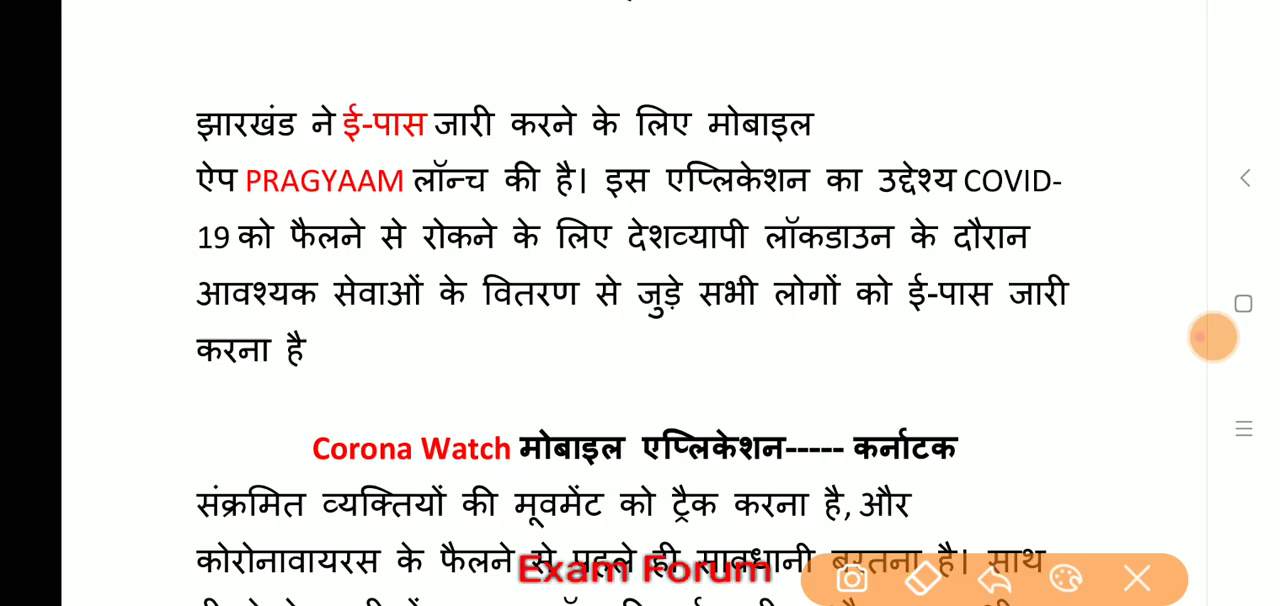 झारखंड ने ई-पास जारी करने के लिए मोबाइल
ऐप PRAGYAAM लॉन्च की है। इस एप्लिकेशन का उद्देश्य COVID-
19 को फैलने से रोकने के लिए देशव्यापी लॉकडाउन के दौरान
आवश्यक सेवाओं के वितरण से जुड़े सभी लोगों को ई-पास जारी
करना है
Corona Watch मोबाइल एप्लिकेशन----- कर्नाटक
संक्रमित व्यक्तियों की मूवमेंट को ट्रैक करना है, और
कोरोनावायरस के फैलने से पहले ही सावधानी बरतना है। साथ
Exam Forum